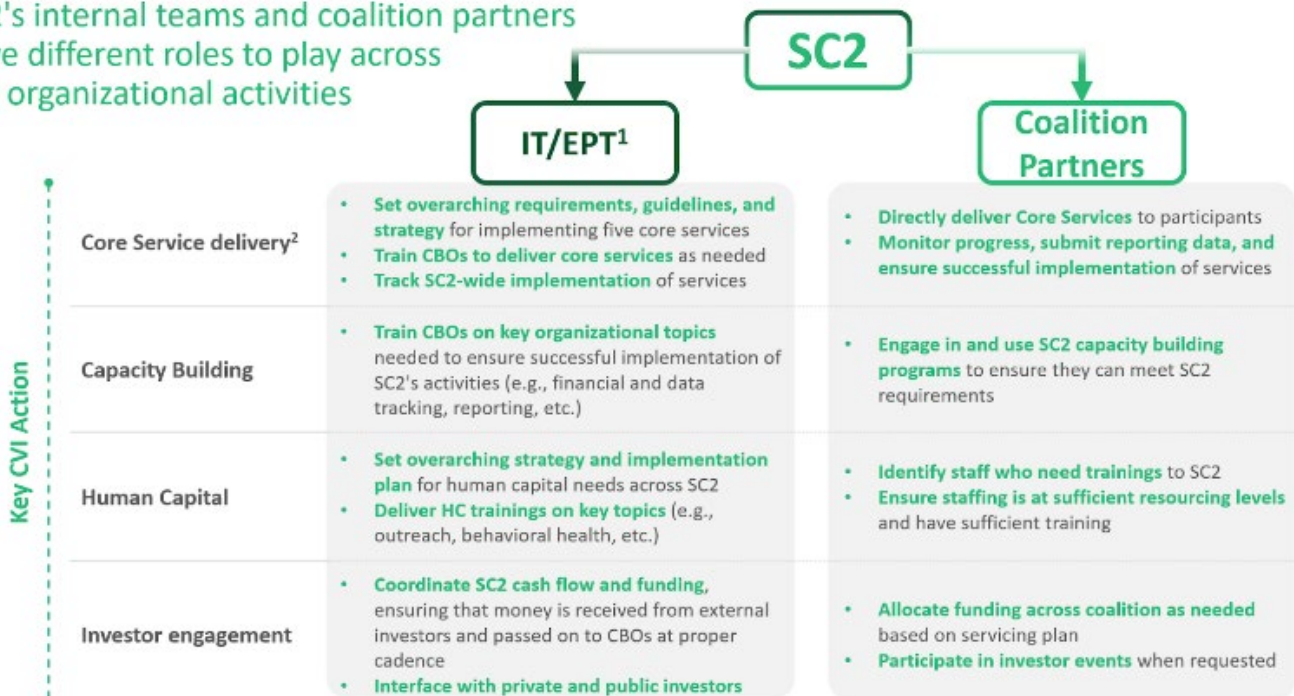 2's internal teams and coalition partners
e different roles to play across
organizational activities
SC2
IT/EPT¹
Coalition
Partners
Key CVI Action
Core Service delivery²
• Set overarching requirements, guidelines, and
strategy for implementing five core services
• Train CBOs to deliver core services as needed
• Track SC2-wide implementation of services
• Directly deliver Core Services to participants
• Monitor progress, submit reporting data, and
ensure successful implementation of services
Capacity Building
• Train CBOs on key organizational topics
needed to ensure successful implementation of
SC2's activities (e.g., financial and data
tracking, reporting, etc.)
• Engage in and use SC2 capacity building
programs to ensure they can meet SC2
requirements
Human Capital
• Set overarching strategy and implementation
plan for human capital needs across SC2
• Deliver HC trainings on key topics (e.g.,
outreach, behavioral health, etc.)
• Identify staff who need trainings to SC2
• Ensure staffing is at sufficient resourcing levels
and have sufficient training
Investor engagement
• Coordinate SC2 cash flow and funding,
ensuring that money is received from external
investors and passed on to CBOs at proper
cadence
• Interface with private and public investors
• Allocate funding across coalition as needed
based on servicing plan
• Participate in investor events when requested